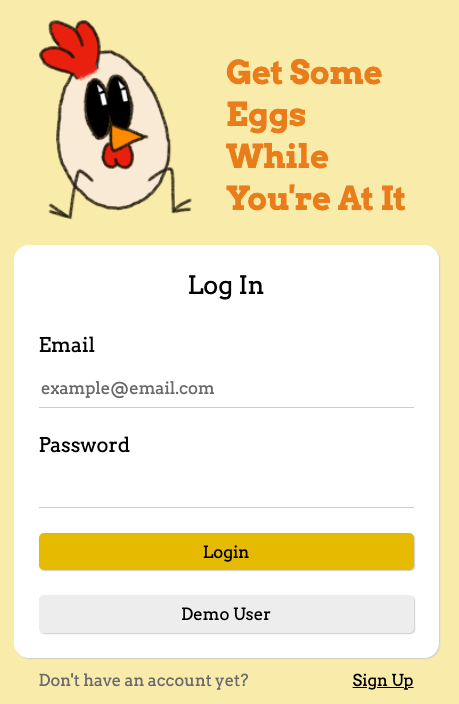 Get Some
Eggs
While
You're At It
Log In
Email
example@email.com
Password
Login
Demo User
Don't have an account yet? Sign Up